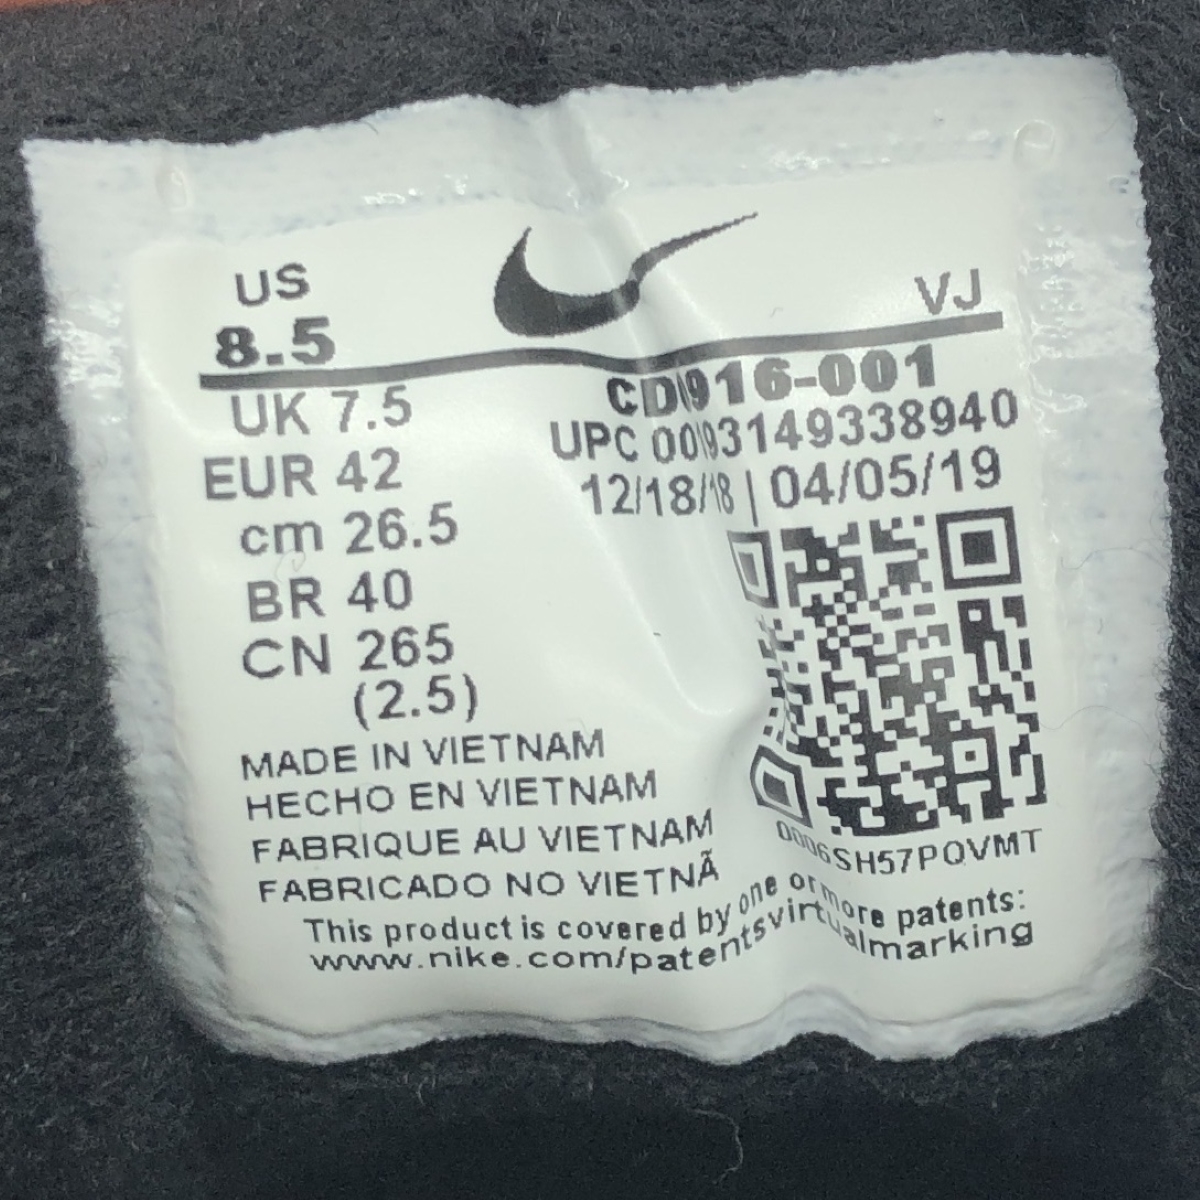 US
8.5
VJ
UK 7.5
EUR 42
cm 26.5
BR 40
CN 265
(2.5)
CD1916-001
UPC 00193149338940
12/18/18 | 04/05/19
0006SH57PQVMT
MADE IN VIETNAM
HECHO EN VIETNAM
FABRIQUE AU VIETNAM
FABRICADO NO VIETNÃ
This product is covered by one or more patents:
www.nike.com/patentsvirtualmarking